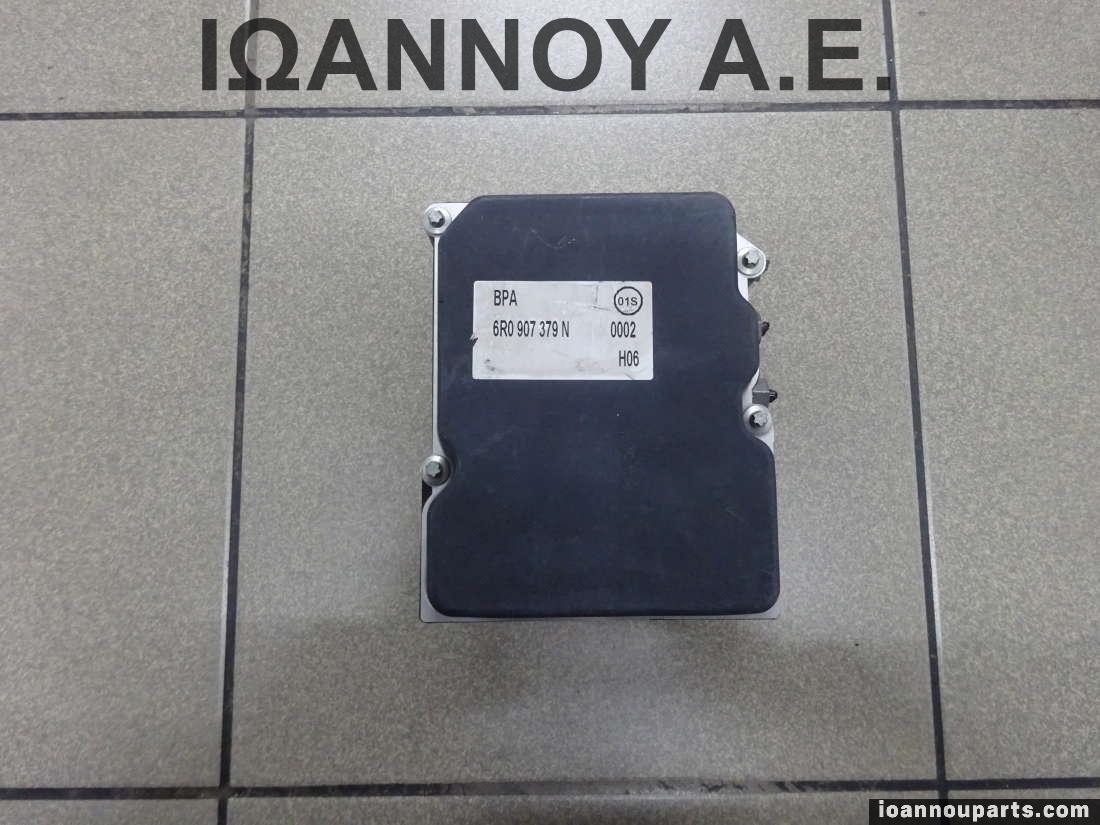 ΙΩΑΝΝΟΥ Α.Ε.
BPA 01S
6R0 907 379 N 0002
H06
ioannouparts.com